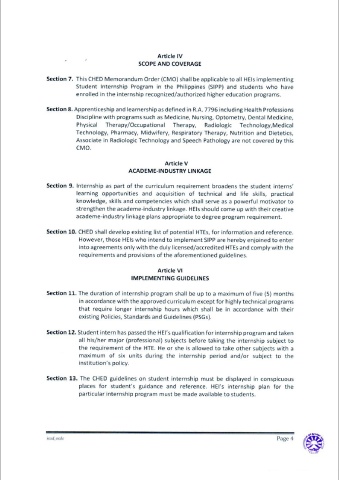 Article IV
SCOPE AND COVERAGE
Section 7. This CHED Memorandum Order (CMO) shall be applicable to all HEIs implementing
Student Internship Program in the Philippines (SIPP) and students who have
enrolled in the internship recognized/authorized higher education programs.
Section 8. Apprenticeship and learnership as defined in R.A. 7796 including Health Professions
Discipline with programs such as Medicine, Nursing, Optometry, Dental Medicine,
Physical Therapy/Occupational Therapy, Radiologic Technology,Medical
Technology, Pharmacy, Midwifery, Respiratory Therapy, Nutrition and Dietetics,
Associate in Radiologic Technology and Speech Pathology are not covered by this
CMO.
Article V
ACADEME-INDUSTRY LINKAGE
Section 9. Internship as part of the curriculum requirement broadens the student interns'
learning opportunities and acquisition of technical and life skills, practical
knowledge, skills and competencies which shall serve as a powerful motivator to
strengthen the academe-industry linkage. HEIs should come up with their creative
academe-industry linkage plans appropriate to degree program requirement.
Section 10. CHED shall develop existing list of potential HTEs, for information and reference.
However, those HEIs who intend to implement SIPP are hereby enjoined to enter
into agreements only with the duly licensed/accredited HTEs and comply with the
requirements and provisions of the aforementioned guidelines.
Article VI
IMPLEMENTING GUIDELINES
Section 11. The duration of internship program shall be up to a maximum of five (5) months
in accordance with the approved curriculum except for highly technical programs
that require longer internship hours which shall be in accordance with their
existing Policies, Standards and Guidelines (PSGs).
Section 12. Student intern has passed the HEI's qualification for internship program and taken
all his/her major (professional) subjects before taking the internship subject to
the requirement of the HTE. He or she is allowed to take other subjects with a
maximum of six units during the internship period and/or subject to the
institution's policy.
Section 13. The CHED guidelines on student internship must be displayed in conspicuous
places for student's guidance and reference. HEI's internship plan for the
particular internship program must be made available to students.
Page 4